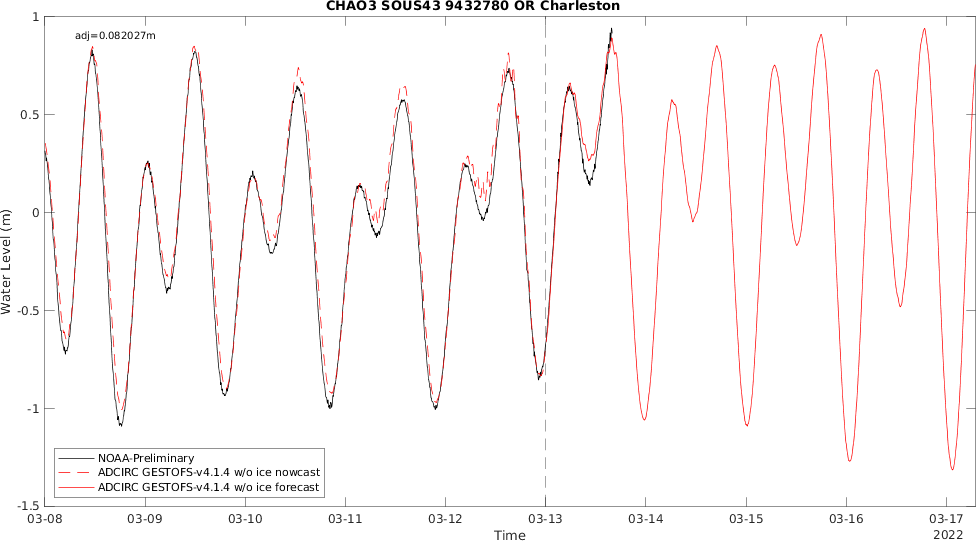 CHAO3 SOUS43 9432780 OR Charleston
adj=0.082027m
1
0.5
0
-0.5
-1
-1.5
Water Level (m)
NOAA-Preliminary
ADCIRC GESTOFS-v4.1.4 w/o ice nowcast
ADCIRC GESTOFS-v4.1.4 w/o ice forecast
03-08 03-09 03-10 03-11 03-12 03-13 03-14 03-15 03-16 03-17
Time
2022